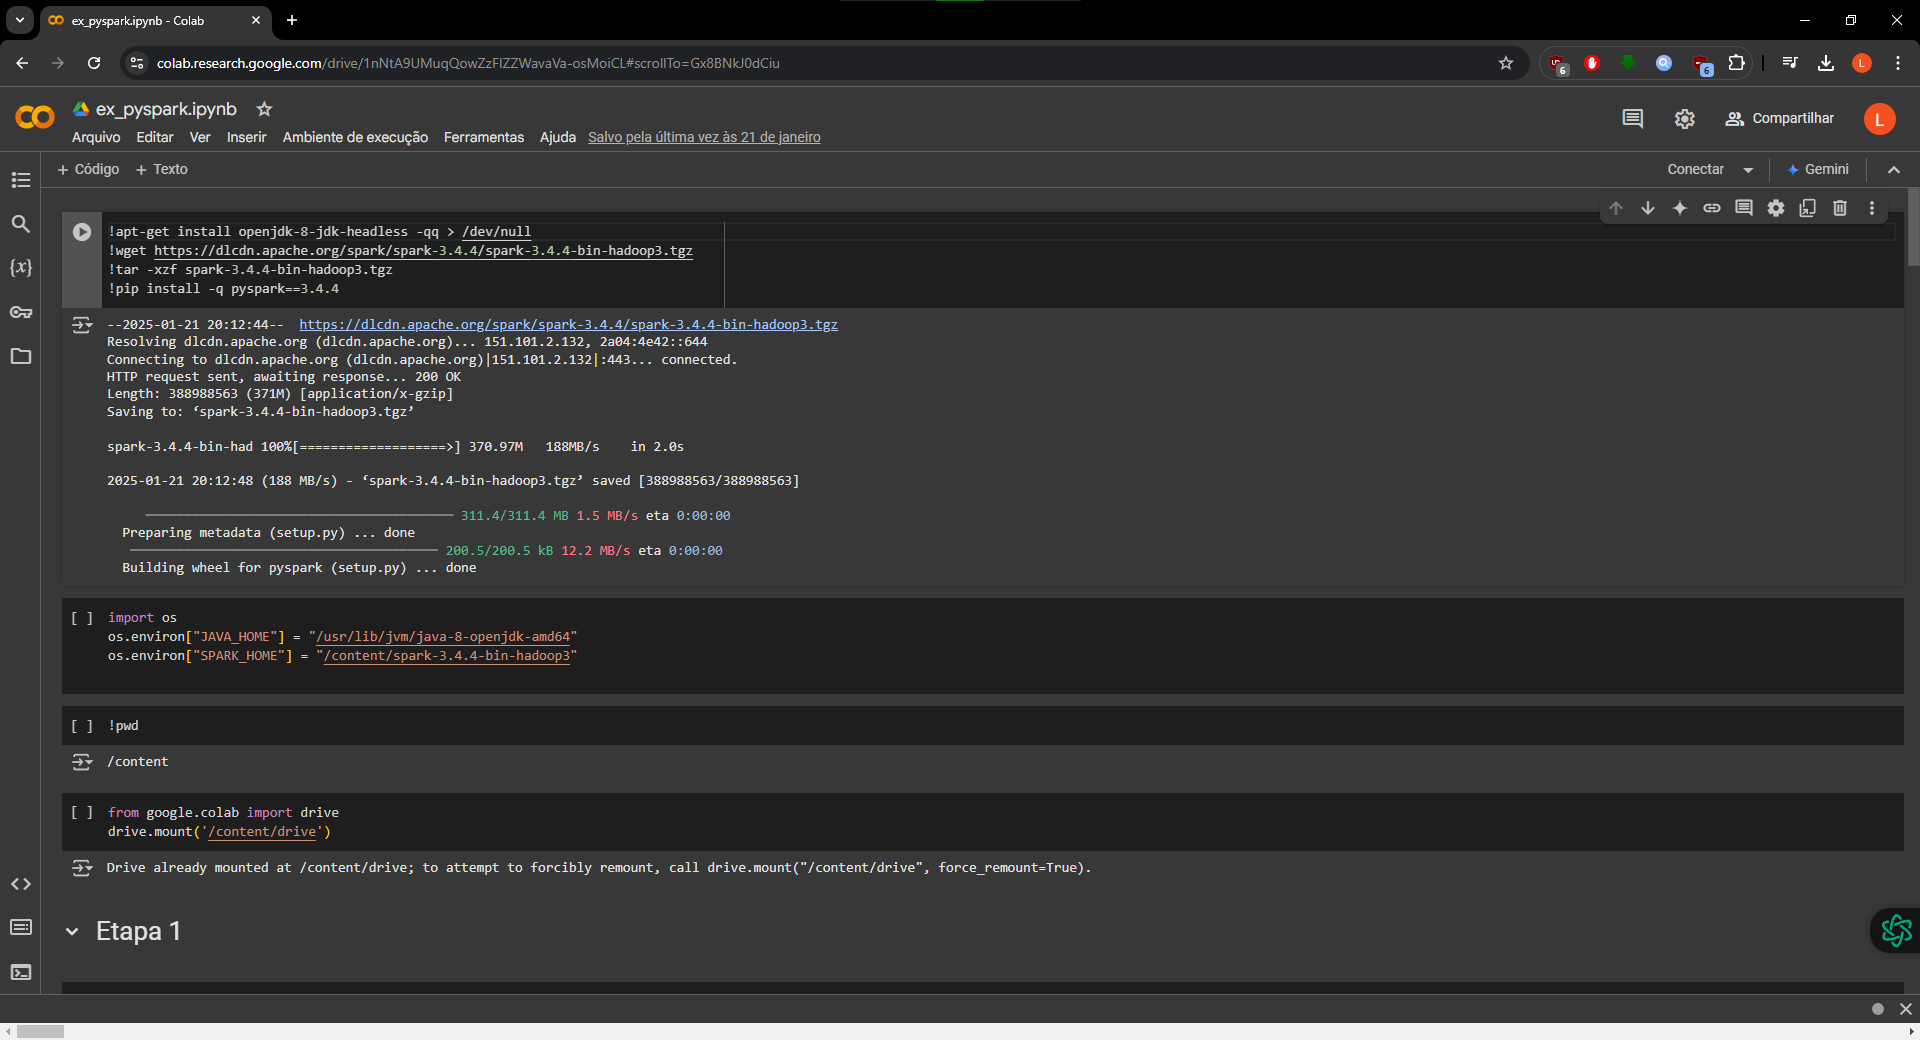 ex_pyspark.ipynb - Colab
colab.research.google.com/drive/1nNtA9UMuqQowZzFlZZWavaVa-osMoiCL#scrollTo=Gx8BNkJ0dCiu
6
6
L
ex_pyspark.ipynb
Arquivo Editar Ver Inserir Ambiente de execução Ferramentas Ajuda Salvo pela última vez às 21 de janeiro
Compartilhar
L
+ Código + Texto
Conectar
Gemini
!apt-get install openjdk-8-jdk-headless -qq > /dev/null
!wget https://dlcdn.apache.org/spark/spark-3.4.4/spark-3.4.4-bin-hadoop3.tgz
!tar -xzf spark-3.4.4-bin-hadoop3.tgz
!pip install -q pyspark==3.4.4
--2025-01-21 20:12:44-- https://dlcdn.apache.org/spark/spark-3.4.4/spark-3.4.4-bin-hadoop3.tgz
Resolving dlcdn.apache.org (dlcdn.apache.org)... 151.101.2.132, 2a04:4e42::644
Connecting to dlcdn.apache.org (dlcdn.apache.org)|151.101.2.132|:443... connected.
HTTP request sent, awaiting response... 200 OK
Length: 388988563 (371M) [application/x-gzip]
Saving to: ‘spark-3.4.4-bin-hadoop3.tgz’
spark-3.4.4-bin-had 100%[===================>] 370.97M 188MB/s in 2.0s
2025-01-21 20:12:48 (188 MB/s) - ‘spark-3.4.4-bin-hadoop3.tgz’ saved [388988563/388988563]
311.4/311.4 MB 1.5 MB/s eta 0:00:00
Preparing metadata (setup.py) ... done
200.5/200.5 kB 12.2 MB/s eta 0:00:00
Building wheel for pyspark (setup.py) ... done
[ ] import os
os.environ["JAVA_HOME"] = "/usr/lib/jvm/java-8-openjdk-amd64"
os.environ["SPARK_HOME"] = "/content/spark-3.4.4-bin-hadoop3"
[ ] !pwd
/content
[ ] from google.colab import drive
drive.mount('/content/drive')
Drive already mounted at /content/drive; to attempt to forcibly remount, call drive.mount("/content/drive", force_remount=True).
Etapa 1